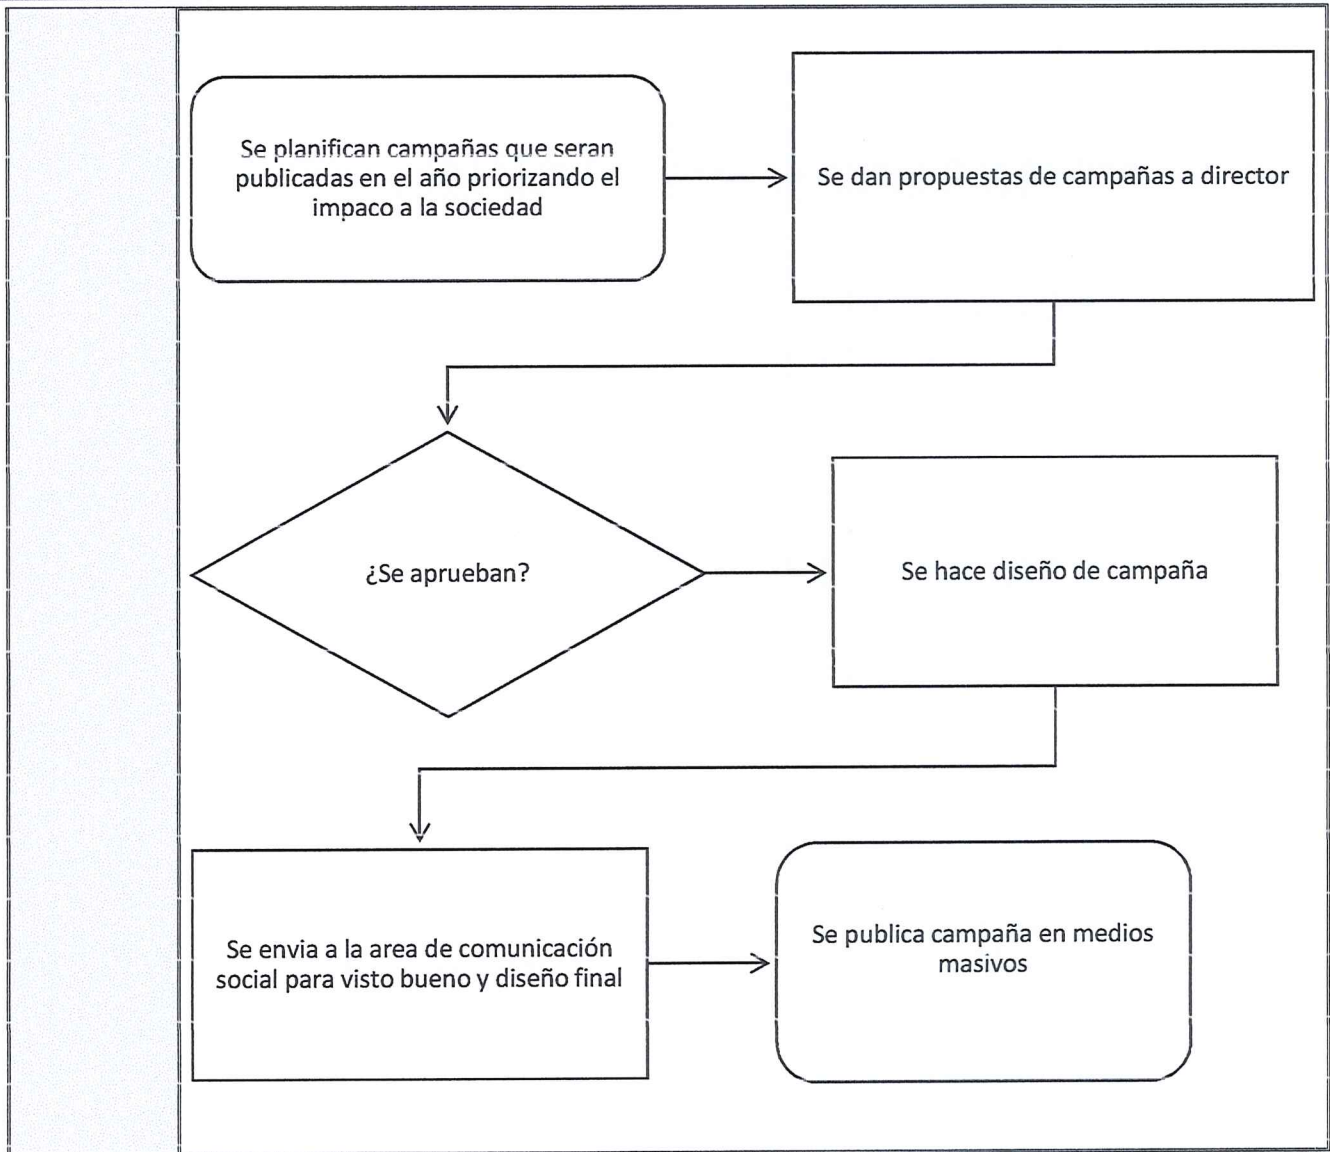 Se planifican campañas que seran
publicadas en el año priorizando el
impaco a la sociedad
Se dan propuestas de campañas a director
¿Se aprueban?
Se hace diseño de campaña
Se envia a la area de comunicación
social para visto bueno y diseño final
Se publica campaña en medios
masivos